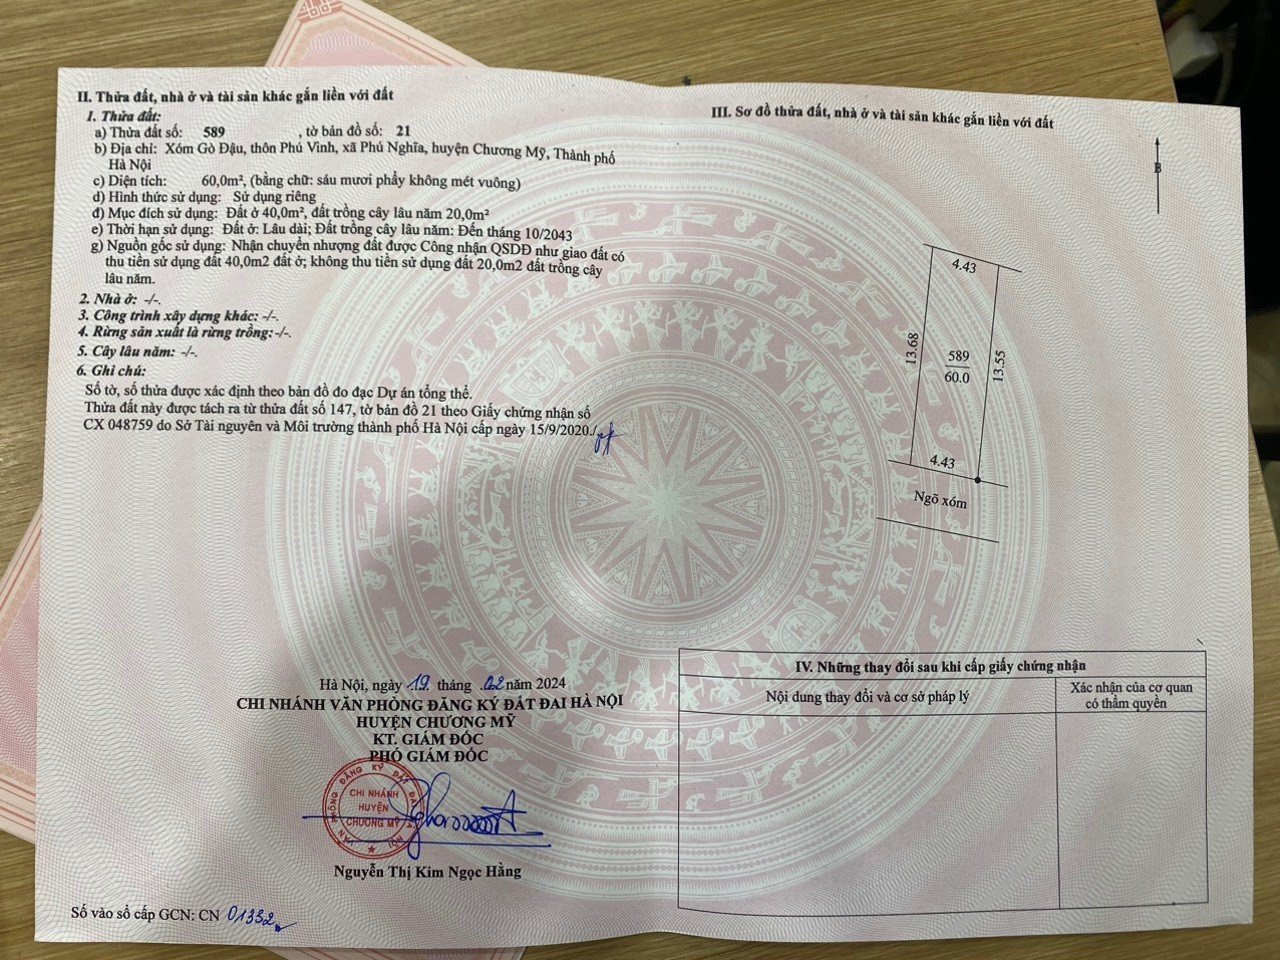 II. Thửa đất, nhà ở và tài sản khác gắn liền với đất
1. Thửa đất:
a) Thửa đất số: 589 , tờ bản đồ số: 21
b) Địa chỉ: Xóm Gò Đậu, thôn Phú Vinh, xã Phú Nghĩa, huyện Chương Mỹ, Thành phố
Hà Nội
c) Diện tích: 60,0m², (bằng chữ: sáu mươi phẩy không mét vuông)
d) Hình thức sử dụng: Sử dụng riêng
đ) Mục đích sử dụng: Đất ở 40,0m², đất trồng cây lâu năm 20,0m²
e) Thời hạn sử dụng: Đất ở: Lâu dài; Đất trồng cây lâu năm: Đến tháng 10/2043
g) Nguồn gốc sử dụng: Nhận chuyển nhượng đất được Công nhận QSDĐ như giao đất có
thu tiền sử dụng đất 40,0m2 đất ở; không thu tiền sử dụng đất 20,0m2 đất trồng cây
lâu năm.
2. Nhà ở: -/-.
3. Công trình xây dựng khác: -/-.
4. Rừng sản xuất là rừng trồng: -/-.
5. Cây lâu năm: -/-.
6. Ghi chú:
Số tờ, số thửa được xác định theo bản đồ đo đạc Dự án tổng thể.
Thửa đất này được tách ra từ thửa đất số 147, tờ bản đồ 21 theo Giấy chứng nhận số
CX 048759 do Sở Tài nguyên và Môi trường thành phố Hà Nội cấp ngày 15/9/2020./
Hà Nội, ngày 19 tháng 02 năm 2024
CHI NHÁNH VĂN PHÒNG ĐĂNG KÝ ĐẤT ĐAI HÀ NỘI
HUYỆN CHƯƠNG MỸ
KT. GIÁM ĐỐC
PHÓ GIÁM ĐỐC
VĂN PHÒNG ĐĂNG KÝ ĐẤT ĐAI HÀ NỘI
CHI NHÁNH
HUYỆN
CHƯƠNG MỸ
Nguyễn Thị Kim Ngọc Hằng
Số vào sổ cấp GCN: CN 01332
III. Sơ đồ thửa đất, nhà ở và tài sản khác gắn liền với đất
B
4.43
13.68
589
60.0
13.55
4.43
Ngõ xóm
IV. Những thay đổi sau khi cấp giấy chứng nhận
Nội dung thay đổi và cơ sở pháp lý
Xác nhận của cơ quan
có thẩm quyền